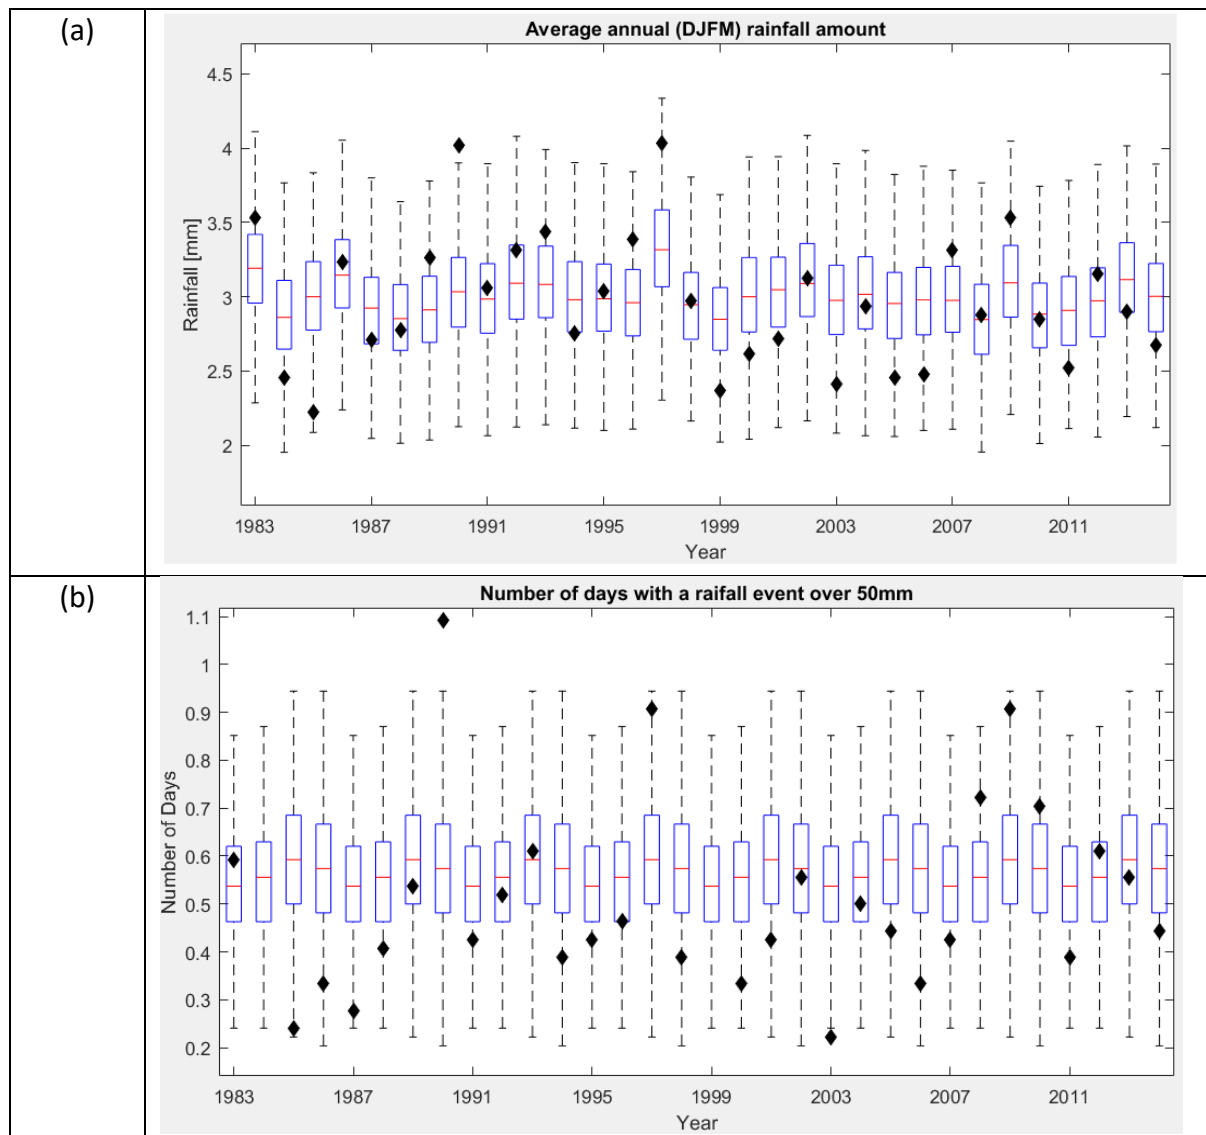 (a)
Average annual (DJFM) rainfall amount
4.5
4
3.5
3
2.5
2
Rainfall [mm]
1983 1987 1991 1995 1999 2003 2007 2011
Year
(b)
Number of days with a raifall event over 50mm
1.1
1
0.9
0.8
0.7
0.6
0.5
0.4
0.3
0.2
Number of Days
1983 1987 1991 1995 1999 2003 2007 2011
Year